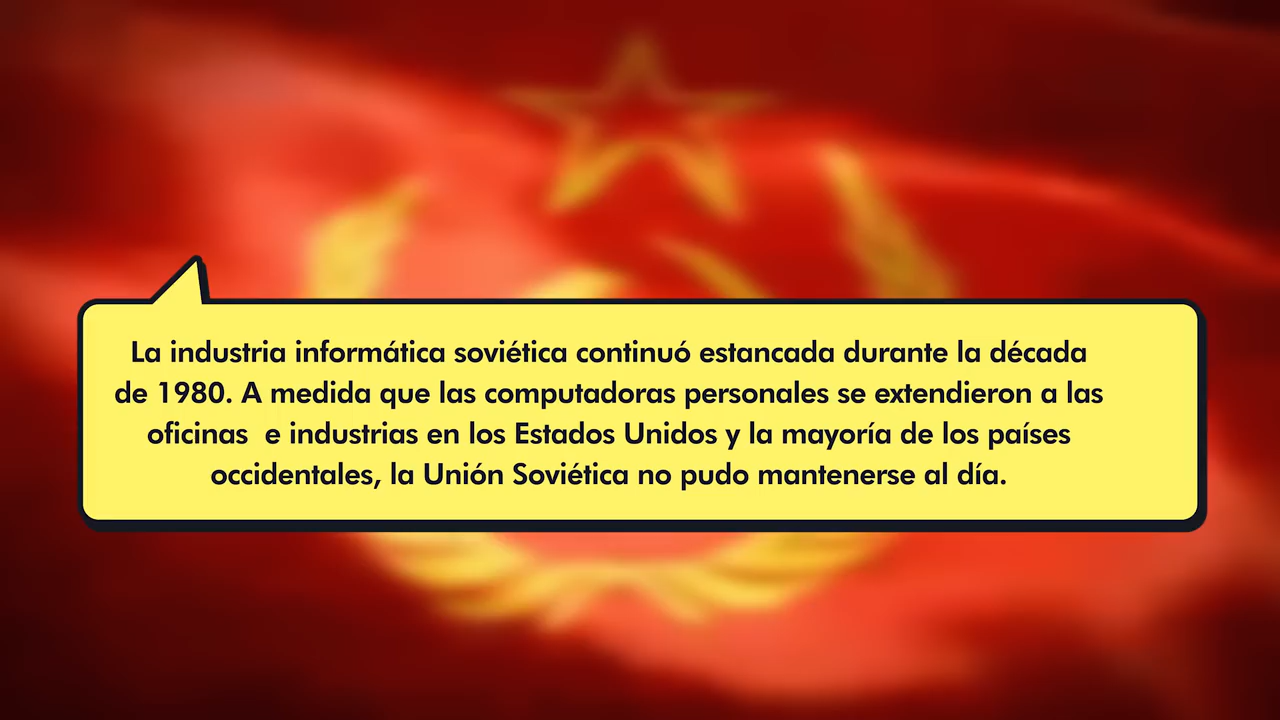 La industria informática soviética continuó estancada durante la década
de 1980. A medida que las computadoras personales se extendieron a las
oficinas  e industrias en los Estados Unidos y la mayoría de los países
occidentales, la Unión Soviética no pudo mantenerse al día.